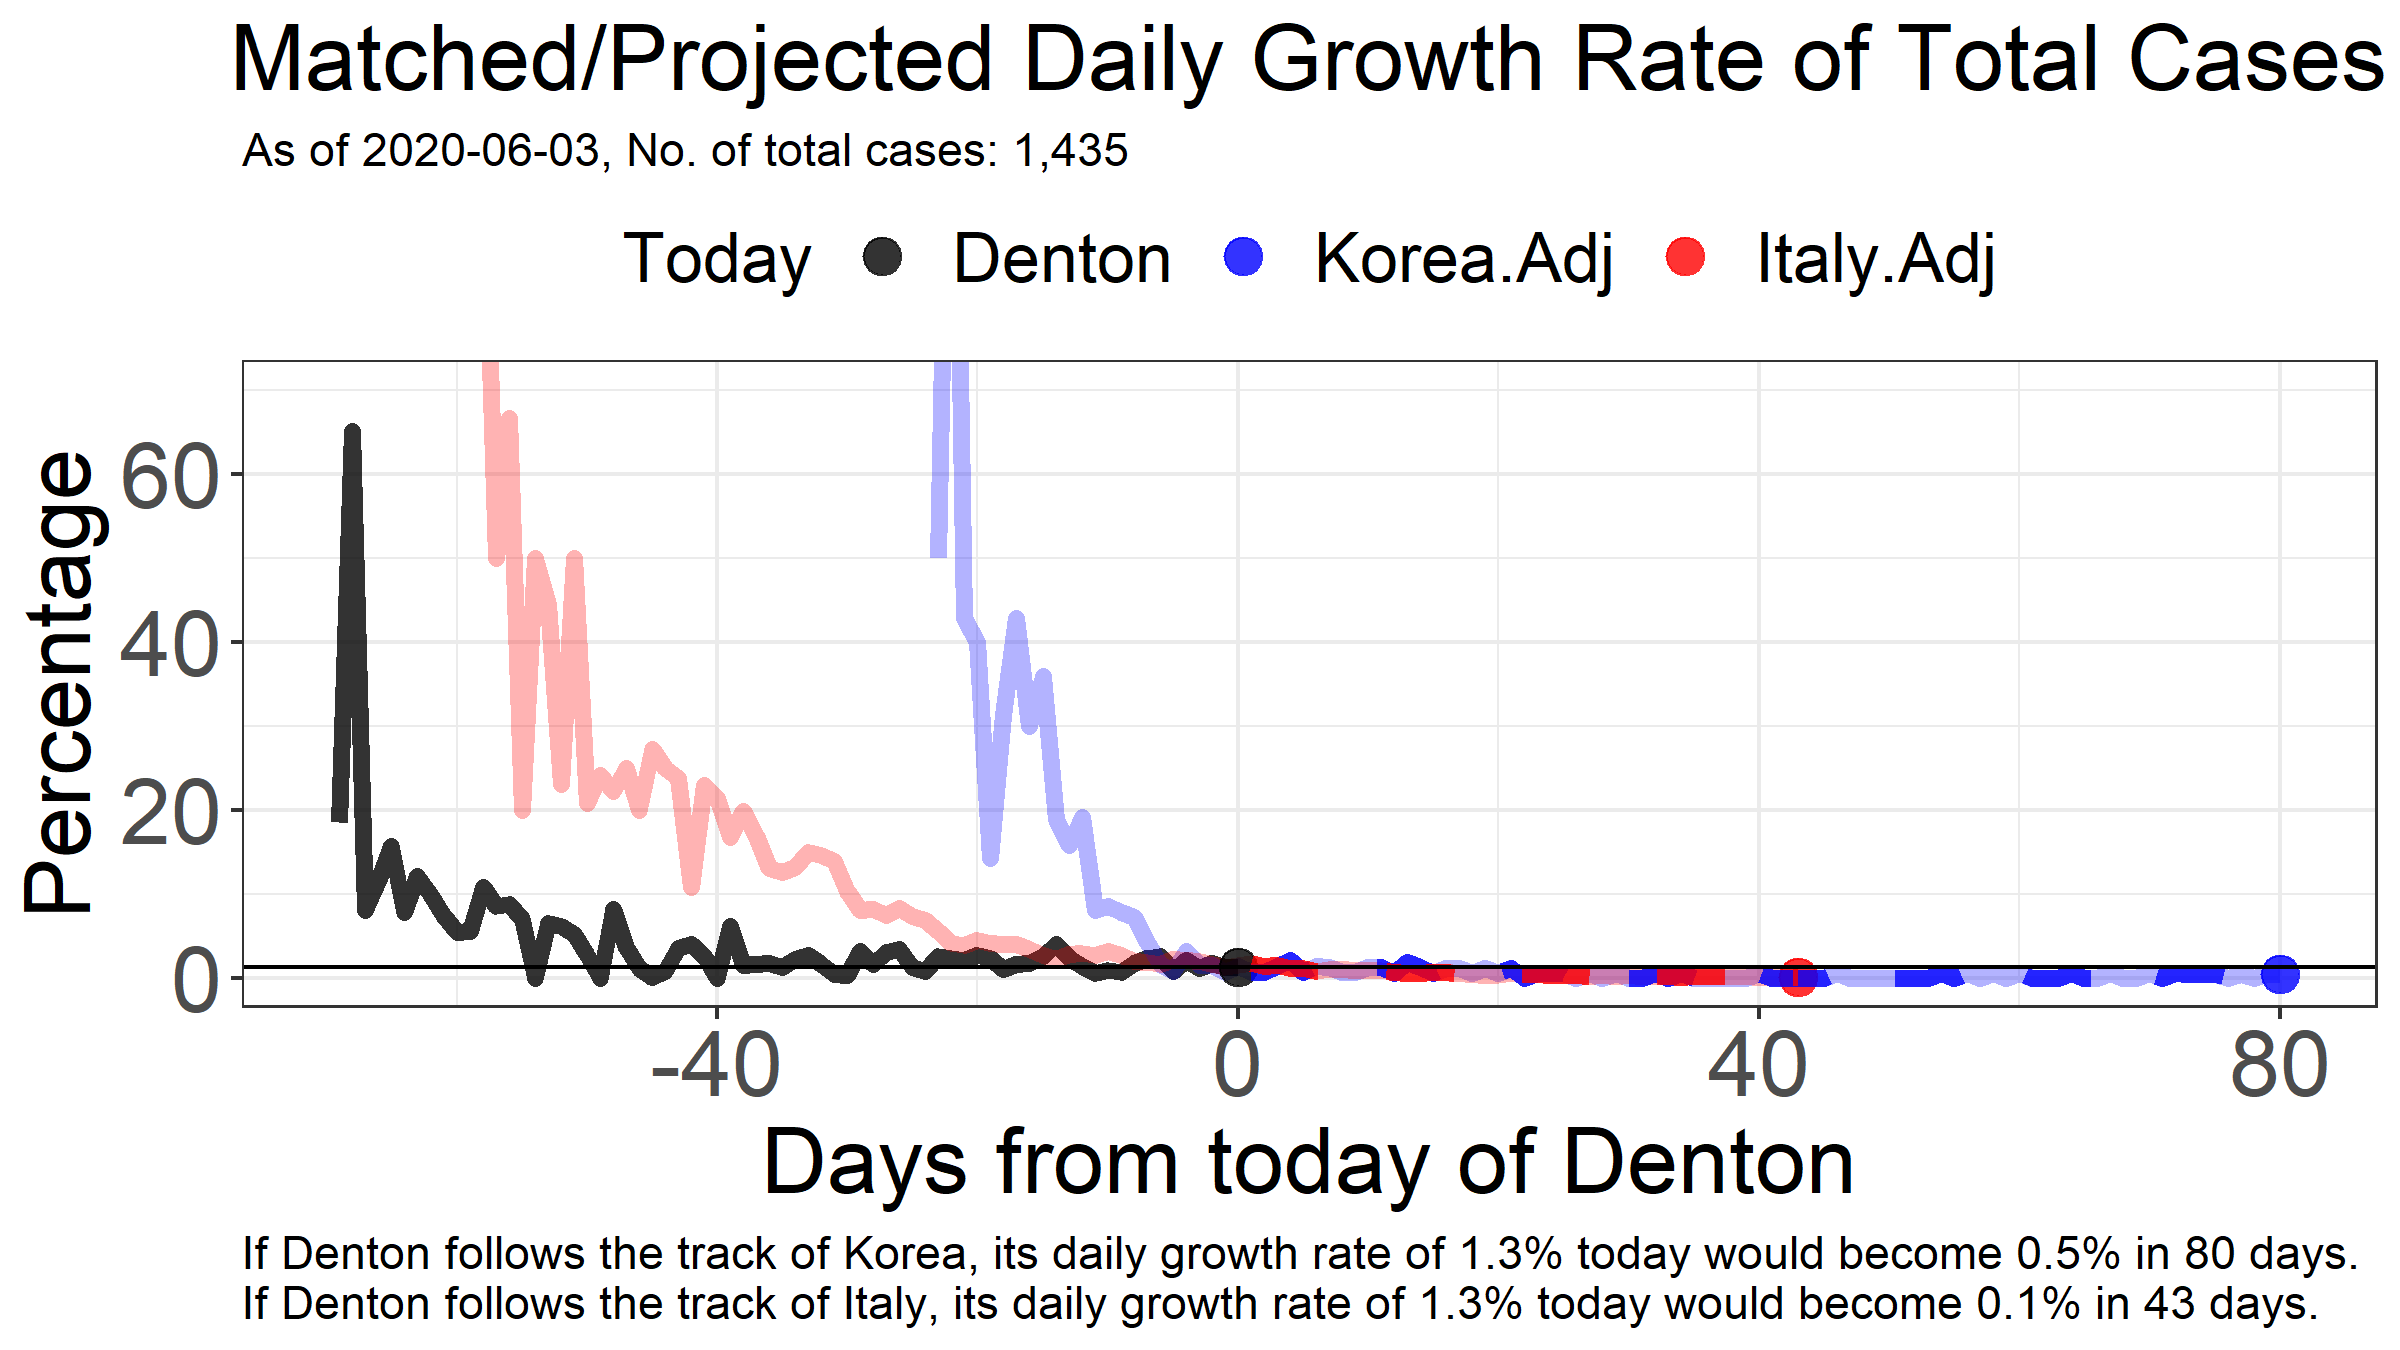 Matched/Projected Daily Growth Rate of Total Cases
As of 2020-06-03, No. of total cases: 1,435
Today Denton Korea.Adj Italy.Adj
Percentage
60
40
20
0
-40 0 40 80
Days from today of Denton
If Denton follows the track of Korea, its daily growth rate of 1.3% today would become 0.5% in 80 days.
If Denton follows the track of Italy, its daily growth rate of 1.3% today would become 0.1% in 43 days.